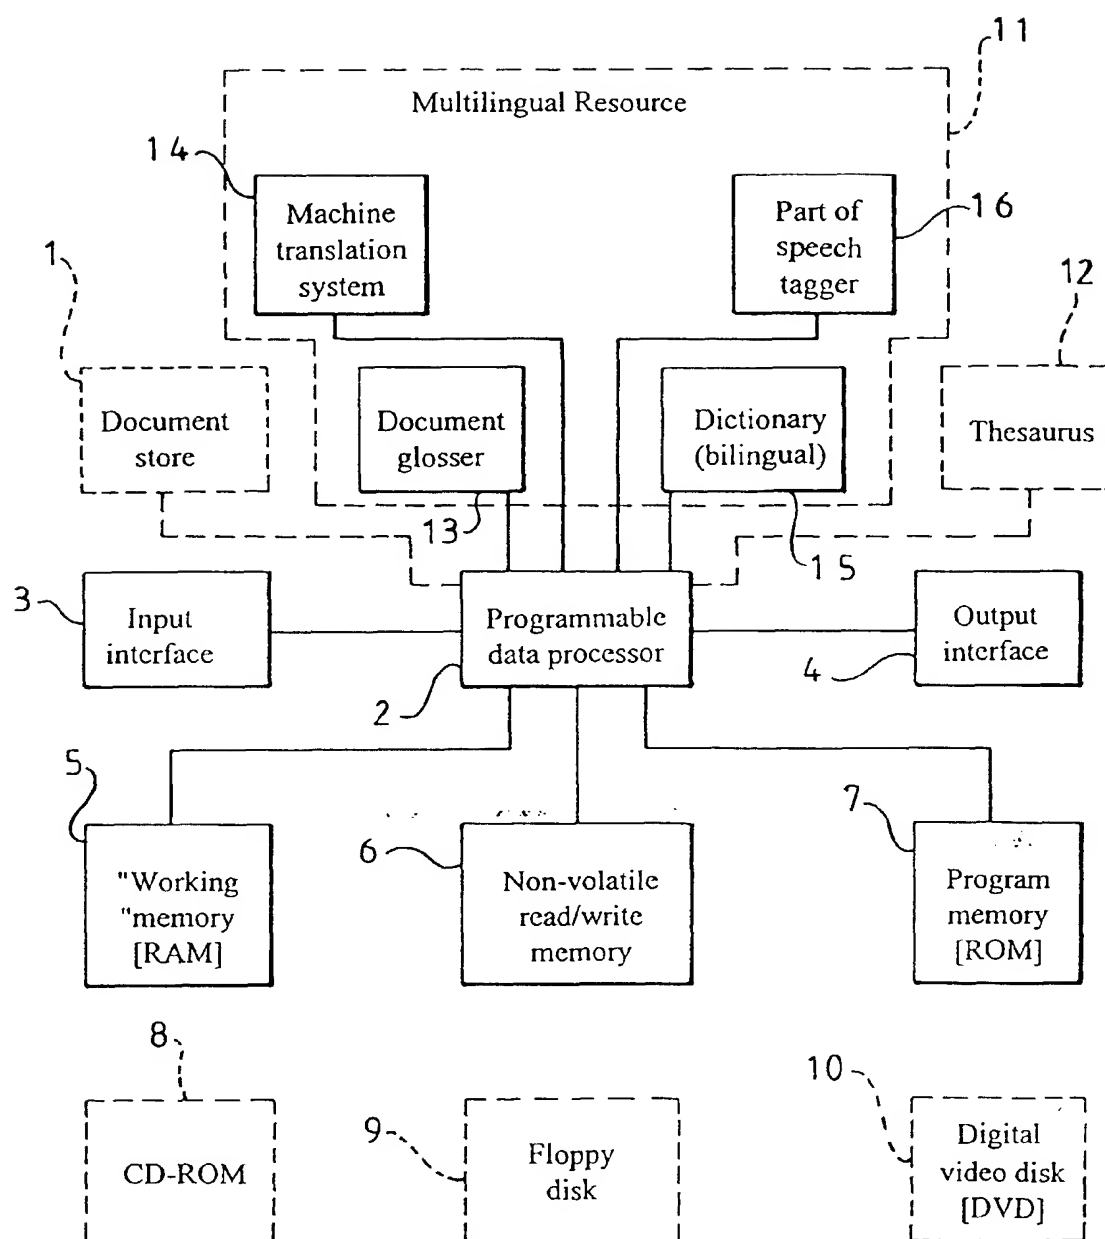 11
Multilingual Resource
14
Machine
translation
system
Part of
speech
tagger
16
1
12
Document
store
Document
glosser
Dictionary
(bilingual)
Thesaurus
13
15
3
Input
interface
Programmable
data processor
Output
interface
2
4
5
6
7
"Working
"memory
[RAM]
Non-volatile
read/write
memory
Program
memory
[ROM]
8
9
10
CD-ROM
Floppy
disk
Digital
video disk
[DVD]